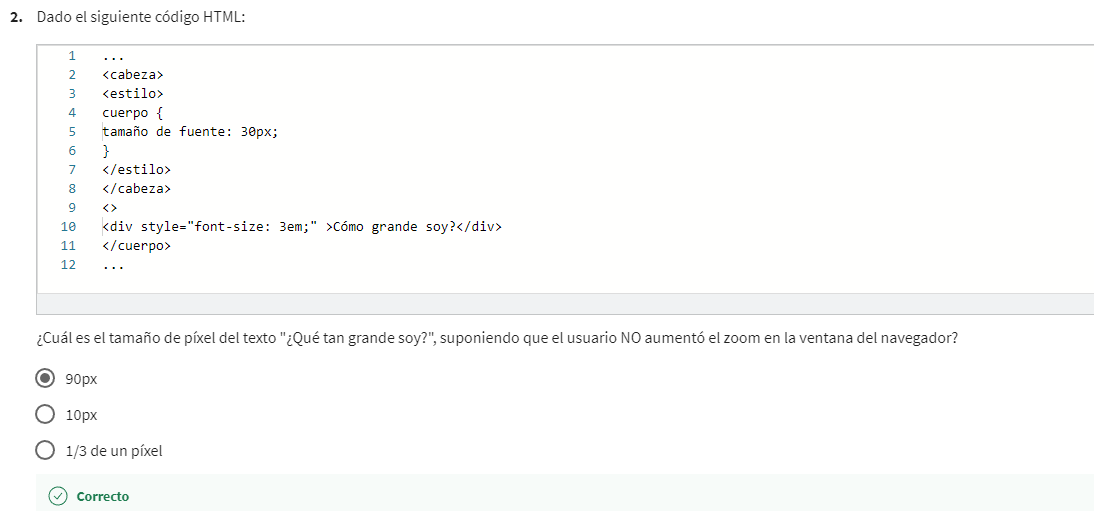 2. Dado el siguiente código HTML:
1 ...
2 <cabeza>
3 <estilo>
4 cuerpo {
5 tamaño de fuente: 30px;
6 }
7 </estilo>
8 </cabeza>
9 <>
10 <div style="font-size: 3em;" >Cómo grande soy?</div>
11 </cuerpo>
12 ...
¿Cuál es el tamaño de píxel del texto "¿Qué tan grande soy?", suponiendo que el usuario NO aumentó el zoom en la ventana del navegador?
90px
10px
1/3 de un píxel
Correcto